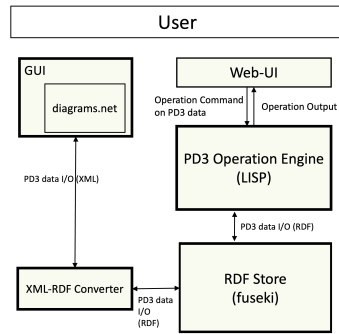 User
GUI
diagrams.net
Web-UI
Operation Command
on PD3 data
Operation Output
PD3 Operation Engine
(LISP)
PD3 data I/O (XML)
PD3 data I/O (RDF)
XML-RDF Converter
PD3 data
I/O
(RDF)
RDF Store
(fuseki)